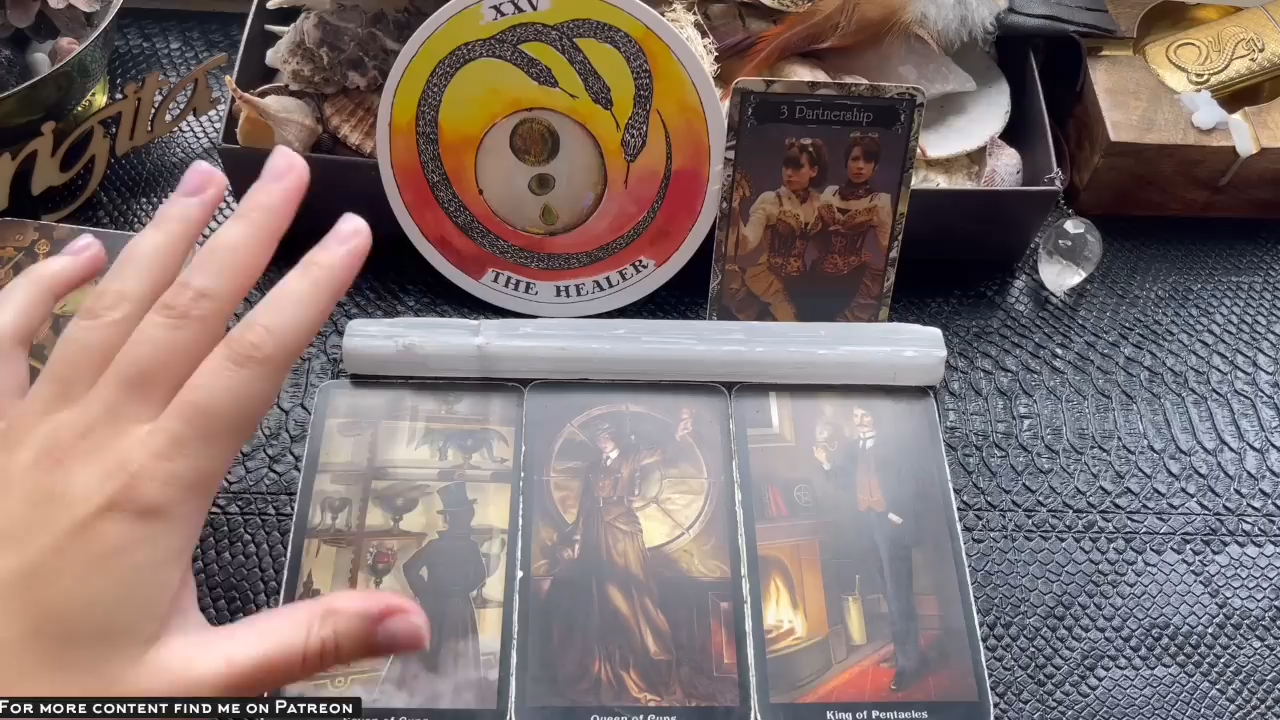 XXV
THE HEALER
3 Partnership
Queen of Cups
King of Pentacles
FOR MORE CONTENT FIND ME ON PATREON